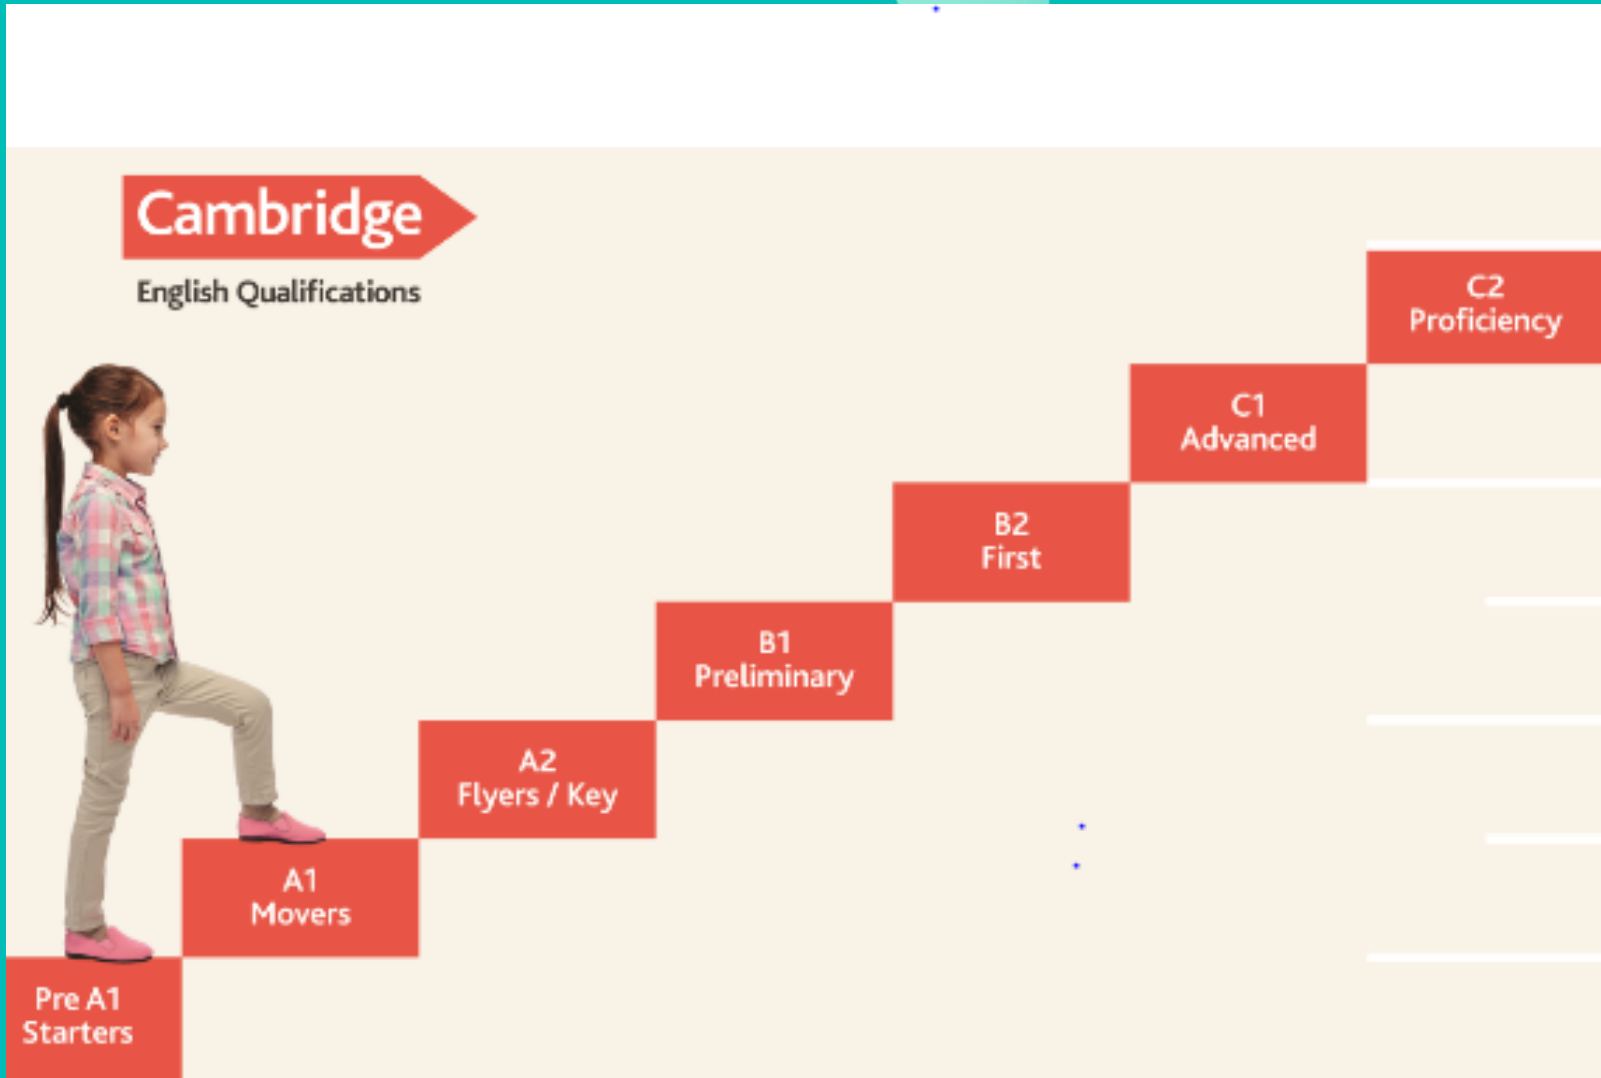 Cambridge
English Qualifications
C2
Proficiency
C1
Advanced
B2
First
B1
Preliminary
A2
Flyers / Key
A1
Movers
Pre A1
Starters